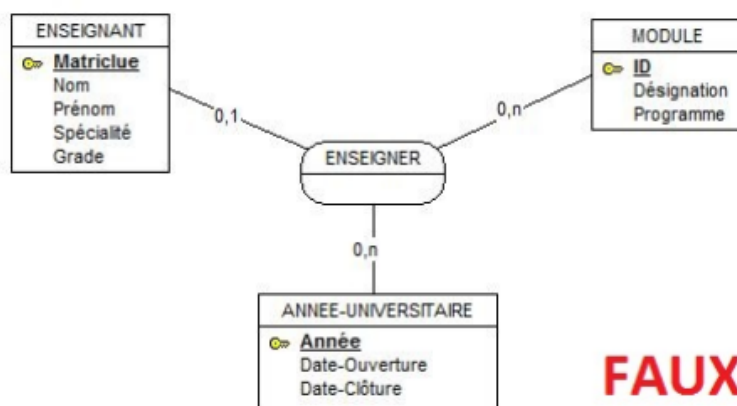 ENSEIGNANT
Matriclue
Nom
Prénom
Spécialité
Grade
MODULE
ID
Désignation
Programme
0,1
0,n
ENSEIGNER
0,n
ANNEE-UNIVERSITAIRE
Année
Date-Ouverture
Date-Clôture
FAUX